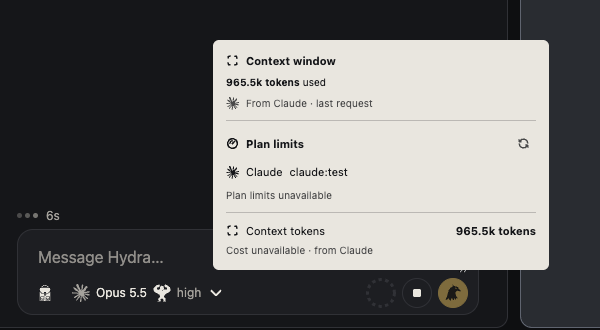 Context window
965.5k tokens used
From Claude · last request
Plan limits
Claude claude:test
Plan limits unavailable
Context tokens 965.5k tokens
Cost unavailable · from Claude
6s
Message Hydra...
Opus 5.5 high